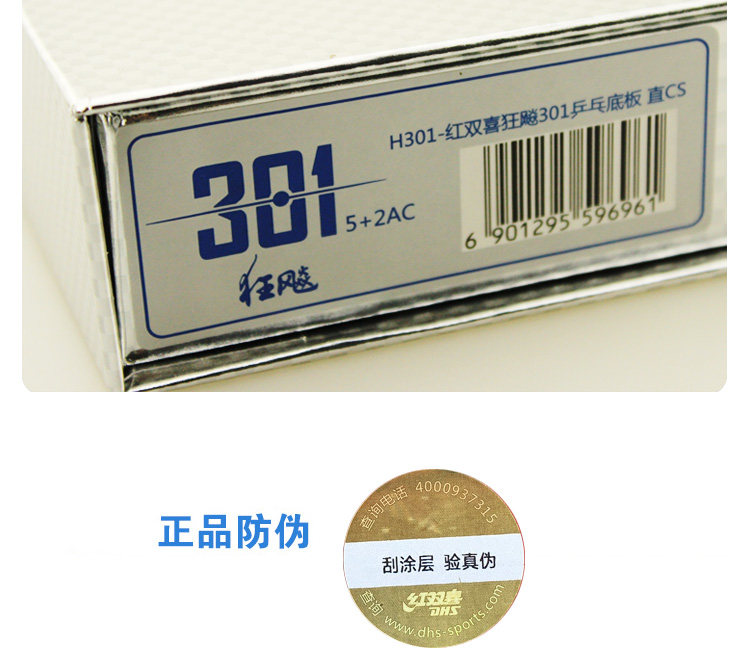 H301-红双喜狂飚301乒乓底板 直CS
301
5+2AC
狂飚
6 901295 596961
正品防伪
查询电话 4000937315
刮涂层 验真伪
红双喜
DHS
查询 www.dhs-sports.com